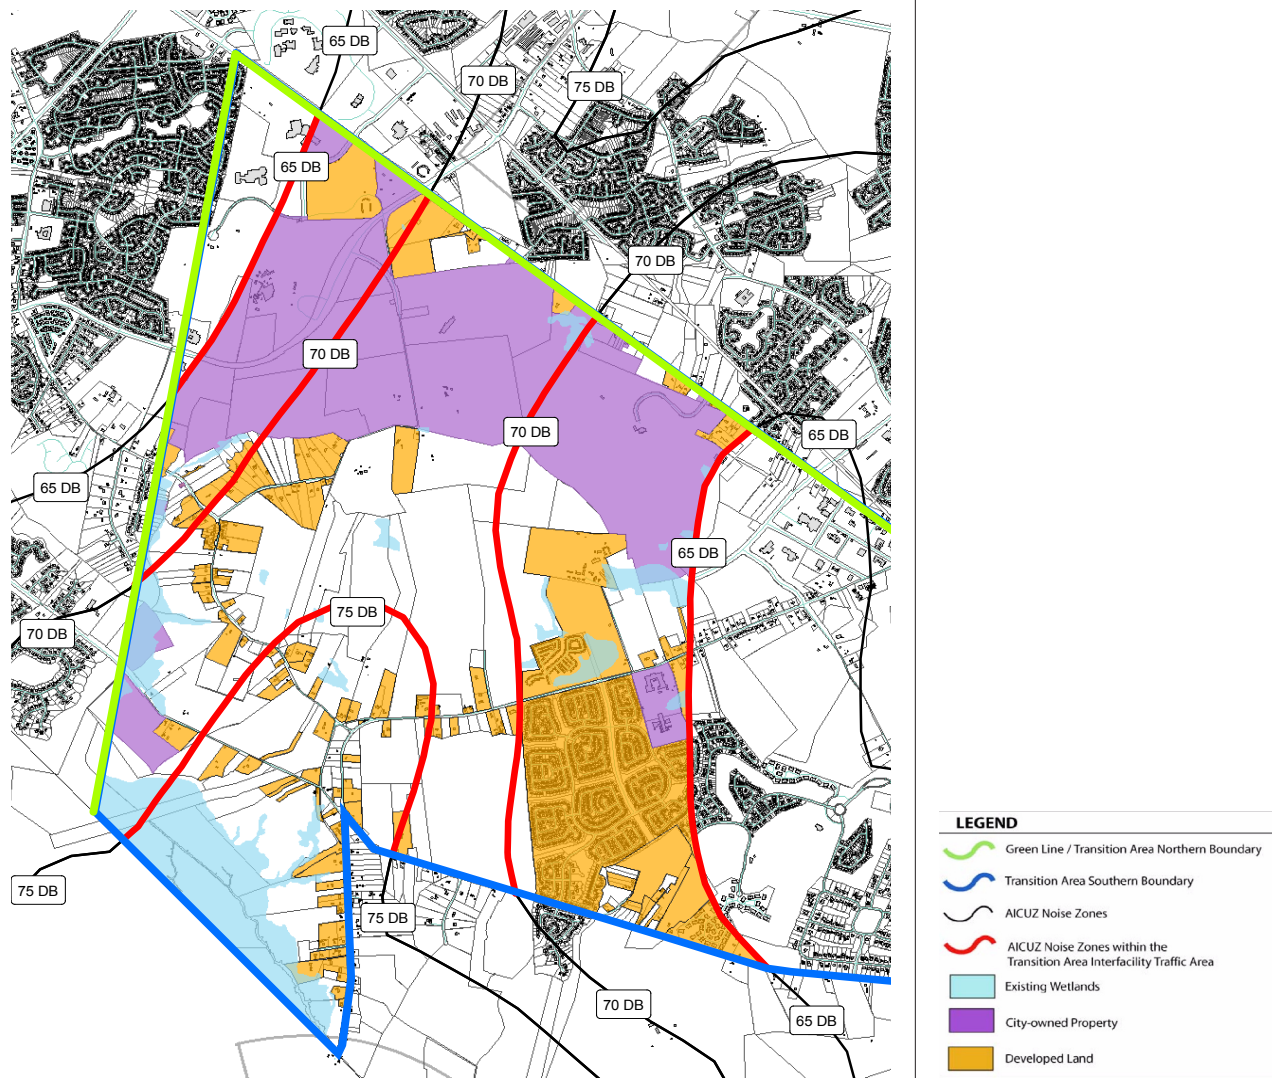 65 DB
70 DB
75 DB
65 DB
70 DB
70 DB
70 DB
65 DB
65 DB
65 DB
75 DB
70 DB
75 DB
75 DB
70 DB
65 DB
LEGEND
Green Line / Transition Area Northern Boundary
Transition Area Southern Boundary
AICUZ Noise Zones
AICUZ Noise Zones within the
Transition Area Interfacility Traffic Area
Existing Wetlands
City-owned Property
Developed Land